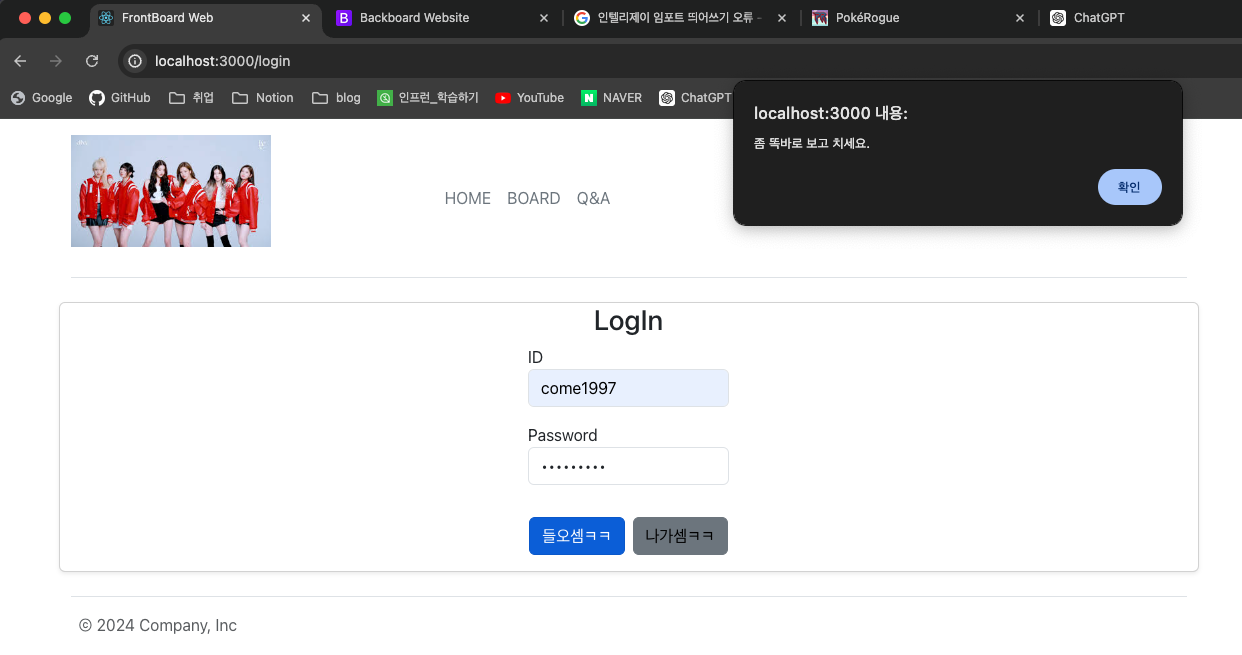 FrontBoard Web
Backboard Website
인텔리제이 임포트 띄어쓰기 오류 -
PokéRogue
ChatGPT
localhost:3000/login
Google GitHub 취업 Notion blog 인프런_학습하기 YouTube NAVER ChatGPT
localhost:3000 내용:
좀 똑바로 보고 치세요.
확인
HOME BOARD Q&A
LogIn
ID
come1997
Password
•••••••••
들오셈ㅋㅋ 나가셈ㅋㅋ
© 2024 Company, Inc